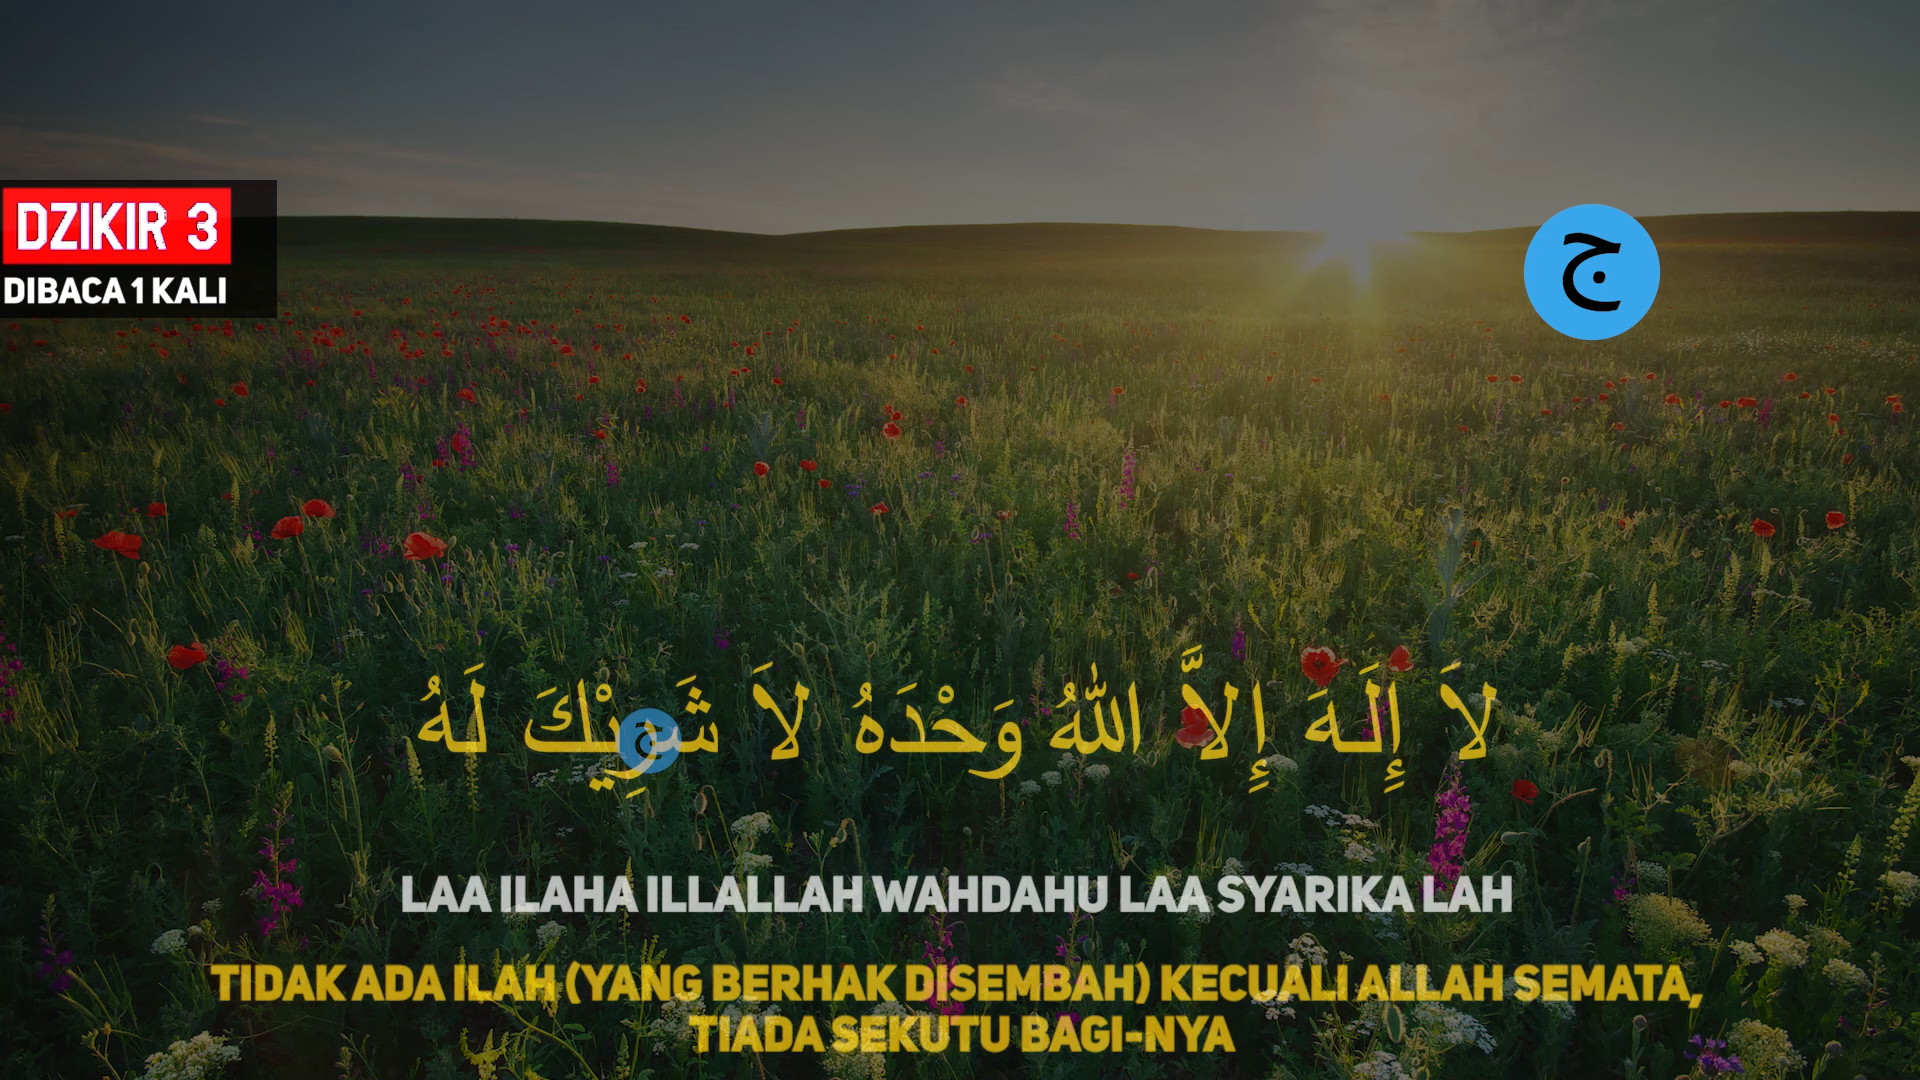 DZIKIR 3
DIBACA 1 KALI
ج
لاَ إِلَهَ إِلاَّ اللهُ وَحْدَهُ لاَ شَرِيْكَ لَهُ
ج
LAA ILAHA ILLALLAH WAHDAHU LAA SYARIKA LAH
TIDAK ADA ILAH (YANG BERHAK DISEMBAH) KECUALI ALLAH SEMATA,
TIADA SEKUTU BAGI-NYA